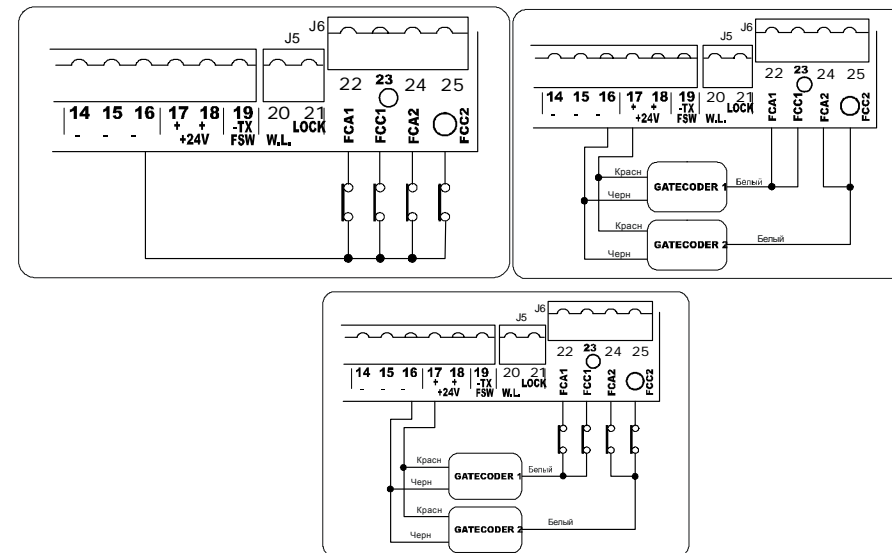 J6
J5
22 23 24 25
14 15 16 17 18 19 20 21
- - - + + -TX LOCK
+24V FSW W.L.
FCA1 FCC1 FCA2 FCC2
J6
J5
22 23 24 25
14 15 16 17 18 19 20 21
- - - + + -TX LOCK
+24V FSW W.L.
FCA1 FCC1 FCA2 FCC2
Красн
GATECODER 1 Белый
Черн
Красн
GATECODER 2 Белый
Черн
J6
J5
22 23 24 25
14 15 16 17 18 19 20 21
- - - + + -TX LOCK
+24V FSW W.L.
FCA1 FCC1 FCA2 FCC2
Красн
GATECODER 1 Белый
Черн
Красн
GATECODER 2 Белый
Черн